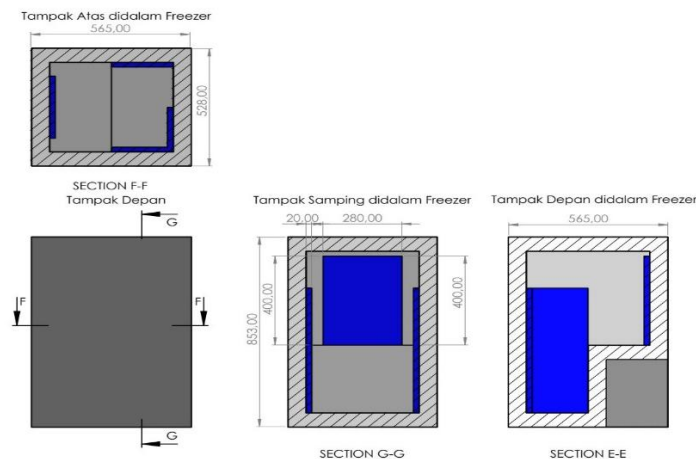 Tampak Atas didalam Freezer
565,00
528,00
SECTION F-F
Tampak Depan
G
F
F
G
Tampak Samping didalam Freezer
20,00
280,00
400,00
853,00
400,00
SECTION G-G
Tampak Depan didalam Freezer
565,00
SECTION E-E